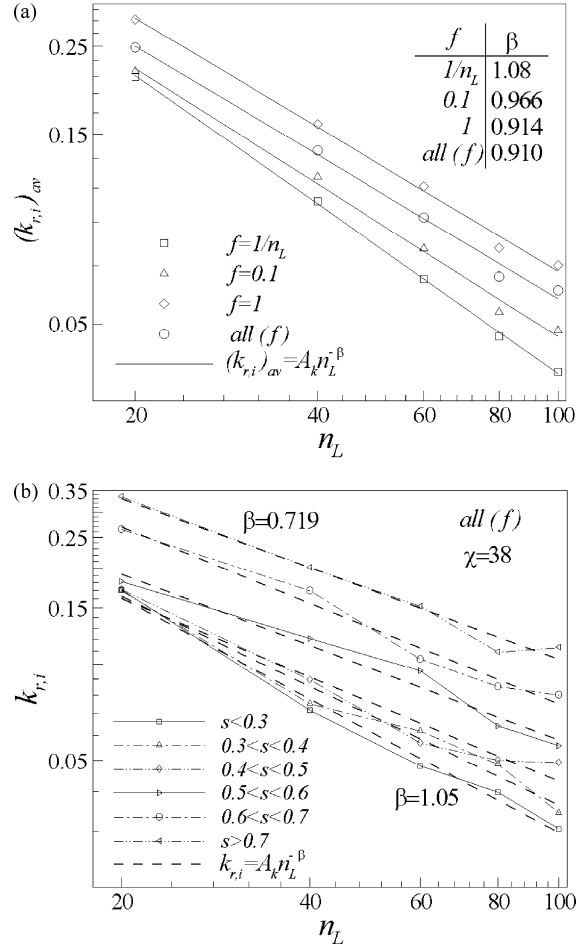 (a)
f β
1/n_L 1.08
0.1 0.966
1 0.914
all (f) 0.910
0.25
0.15
0.05
(k_{r,i})_{av}
f=1/n_L
f=0.1
f=1
all (f)
(k_{r,i})_{av}=A_k n_L^{-β}
20 40 60 80 100
n_L
(b)
0.35
0.25
0.15
0.05
k_{r,i}
β=0.719
all (f)
χ=38
β=1.05
s<0.3
0.3<s<0.4
0.4<s<0.5
0.5<s<0.6
0.6<s<0.7
s>0.7
k_{r,i}=A_k n_L^{-β}
20 40 60 80 100
n_L